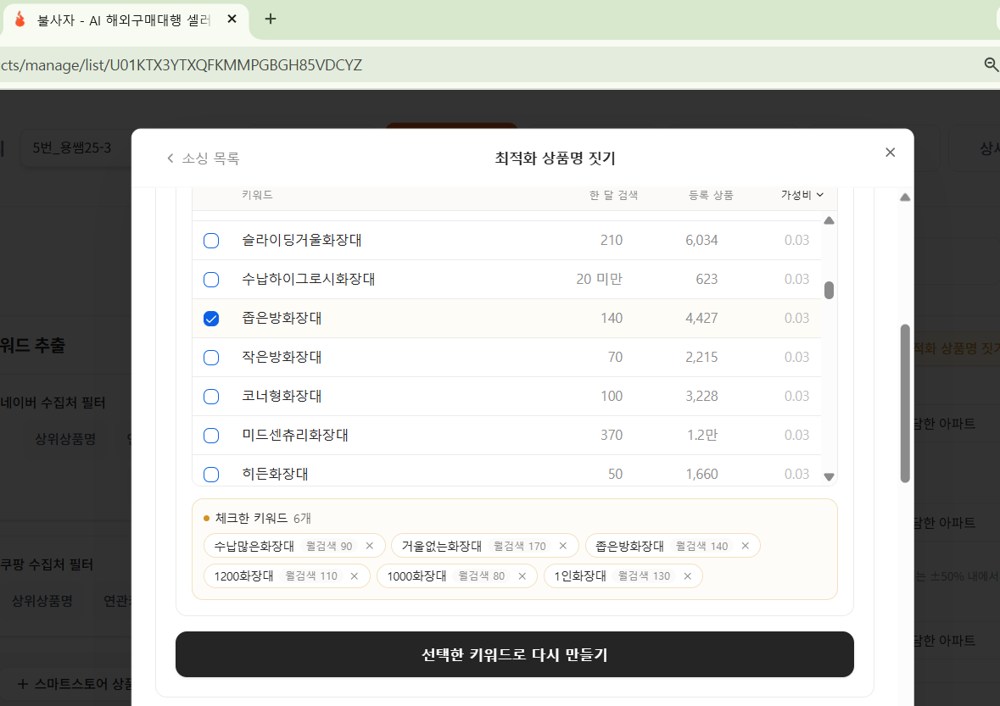 불사자 - AI 해외구매대행 셀러
cts/manage/list/U01KTX3YTXQFKMMPGBGH85VDCYZ
5번_용쌤25-3
소싱 목록
최적화 상품명 짓기
키워드 한 달 검색 등록 상품 가성비
슬라이딩거울화장대 210 6,034 0.03
수납하이그로시화장대 20 미만 623 0.03
좁은방화장대 140 4,427 0.03
작은방화장대 70 2,215 0.03
코너형화장대 100 3,228 0.03
미드센츄리화장대 370 1.2만 0.03
히든화장대 50 1,660 0.03
체크한 키워드 6개
수납많은화장대 월검색 90
거울없는화장대 월검색 170
좁은방화장대 월검색 140
1200화장대 월검색 110
1000화장대 월검색 80
1인화장대 월검색 130
선택한 키워드로 다시 만들기
워드 추출
네이버 수집처 필터
상위상품명
쿠팡 수집처 필터
상위상품명 연관
+ 스마트스토어 상품
상세
적화 상품명 짓기
담한 아파트
담한 아파트
는 ±50% 내에서
담한 아파트